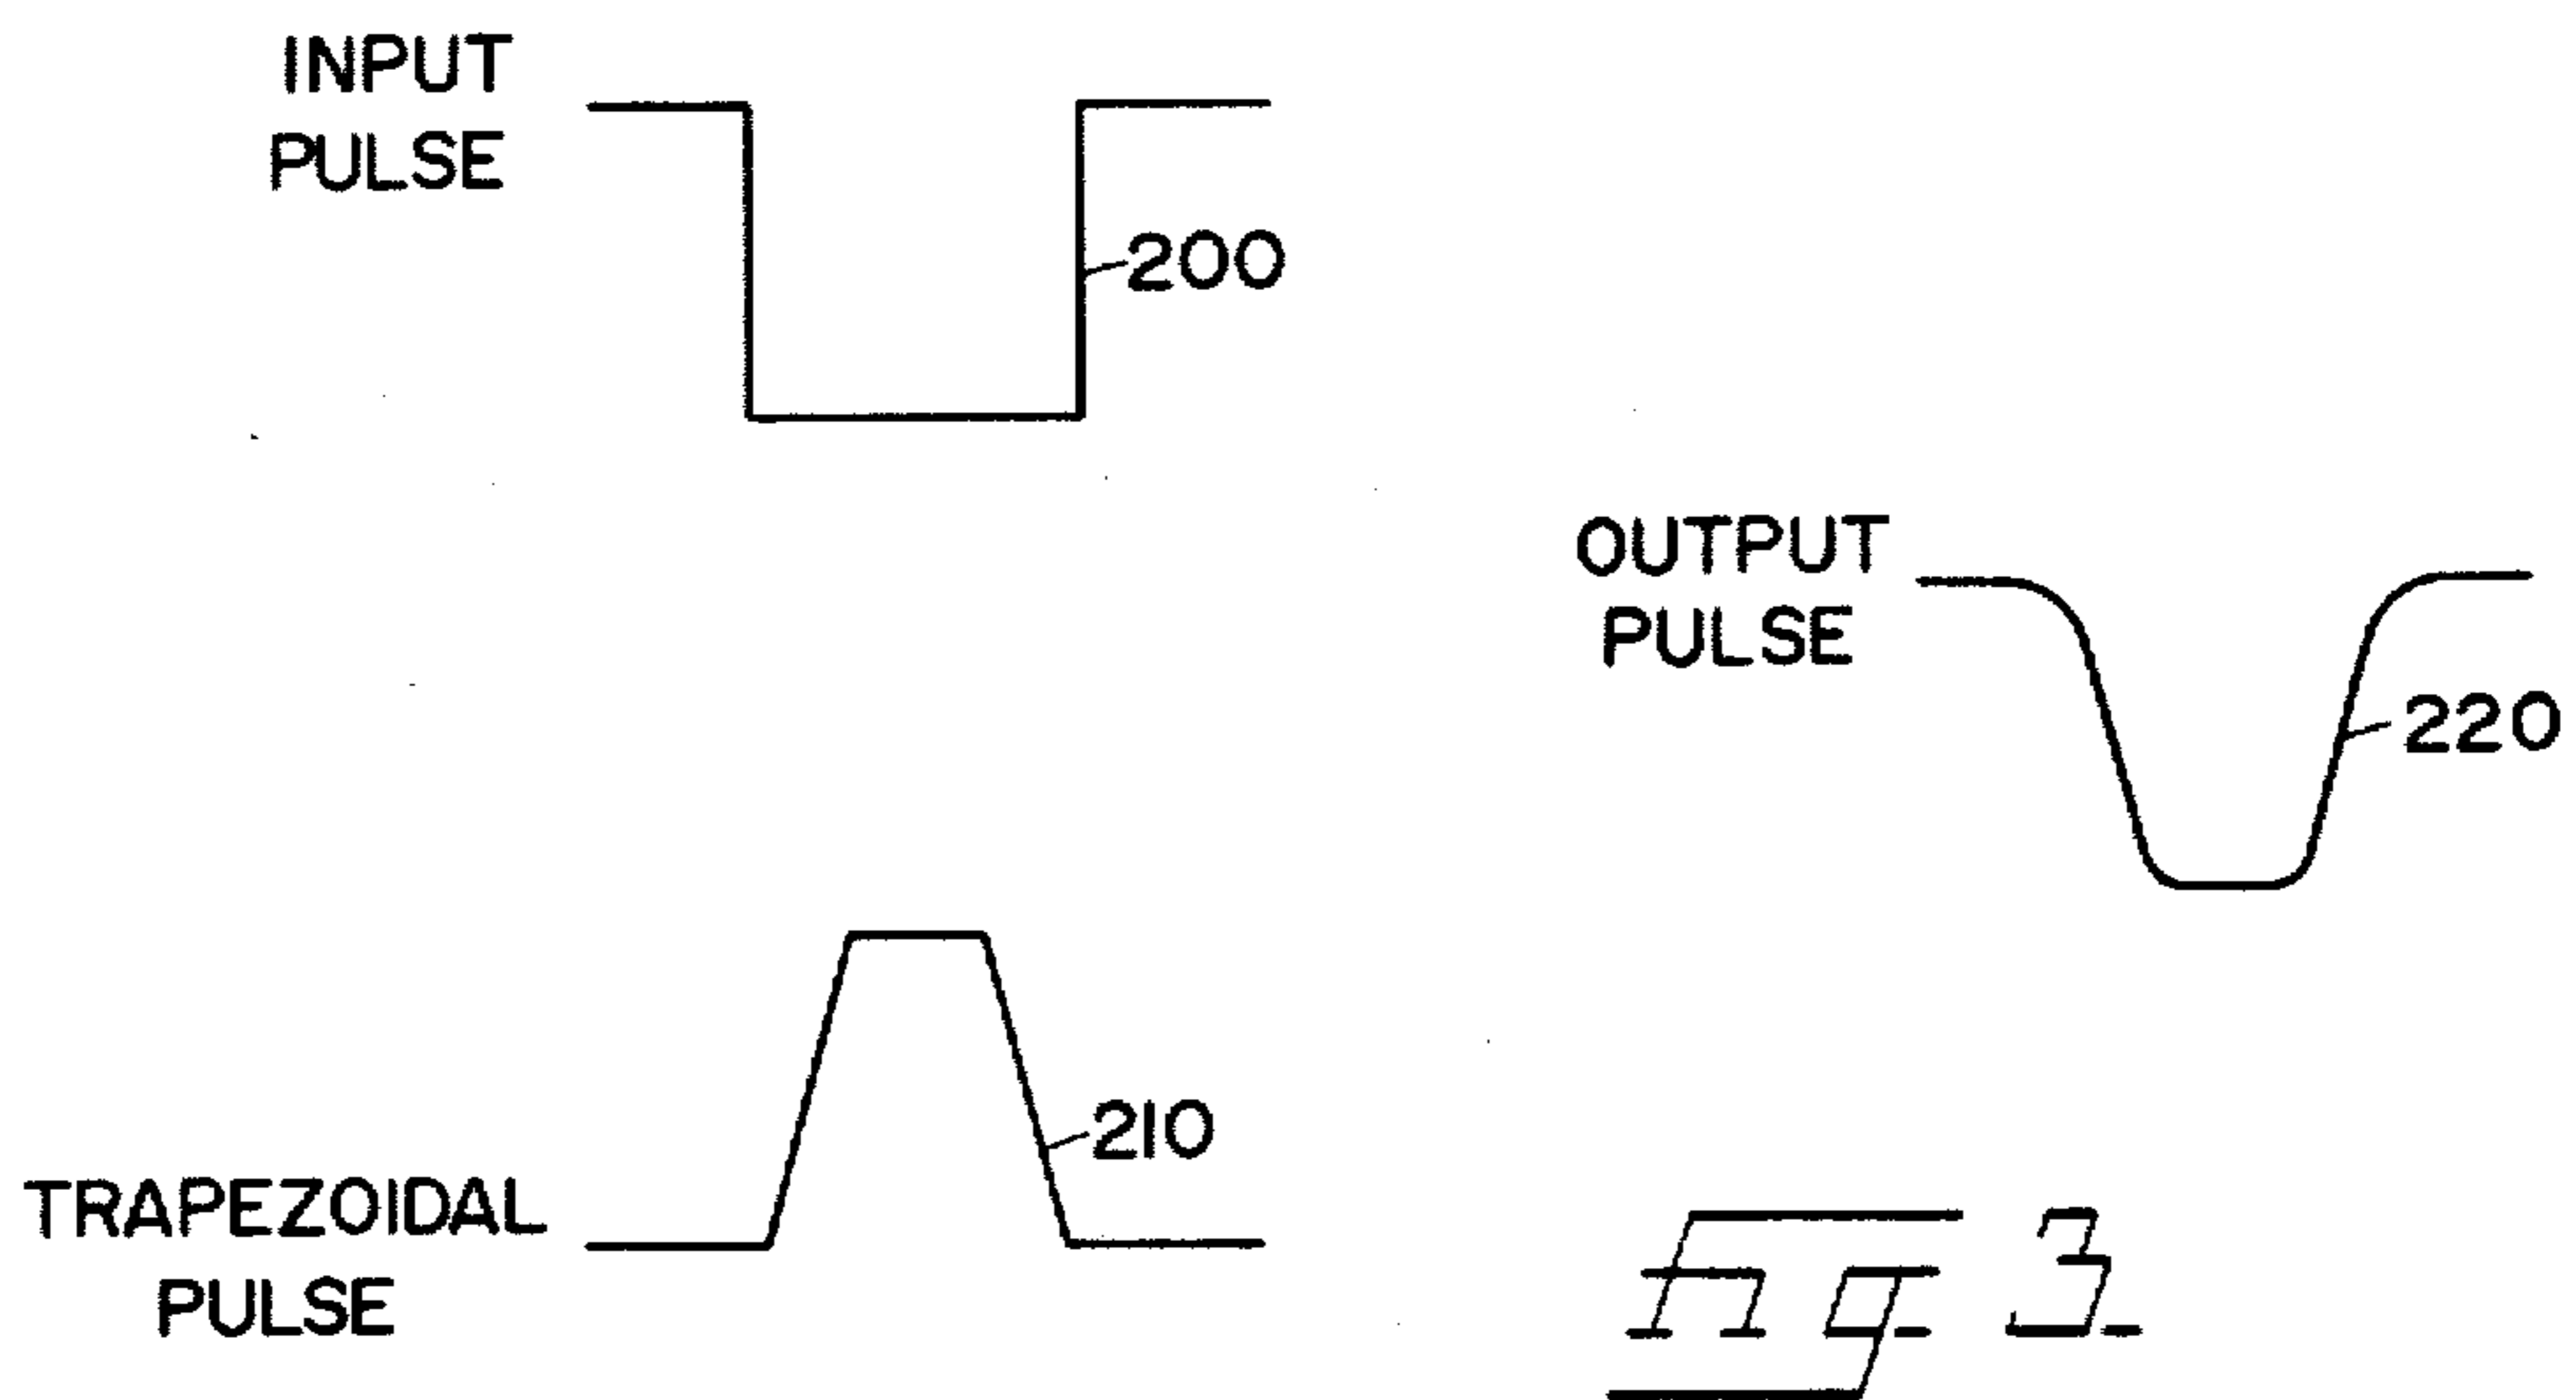 INPUT
PULSE
200
OUTPUT
PULSE
220
210
TRAPEZOIDAL
PULSE
Fig 3